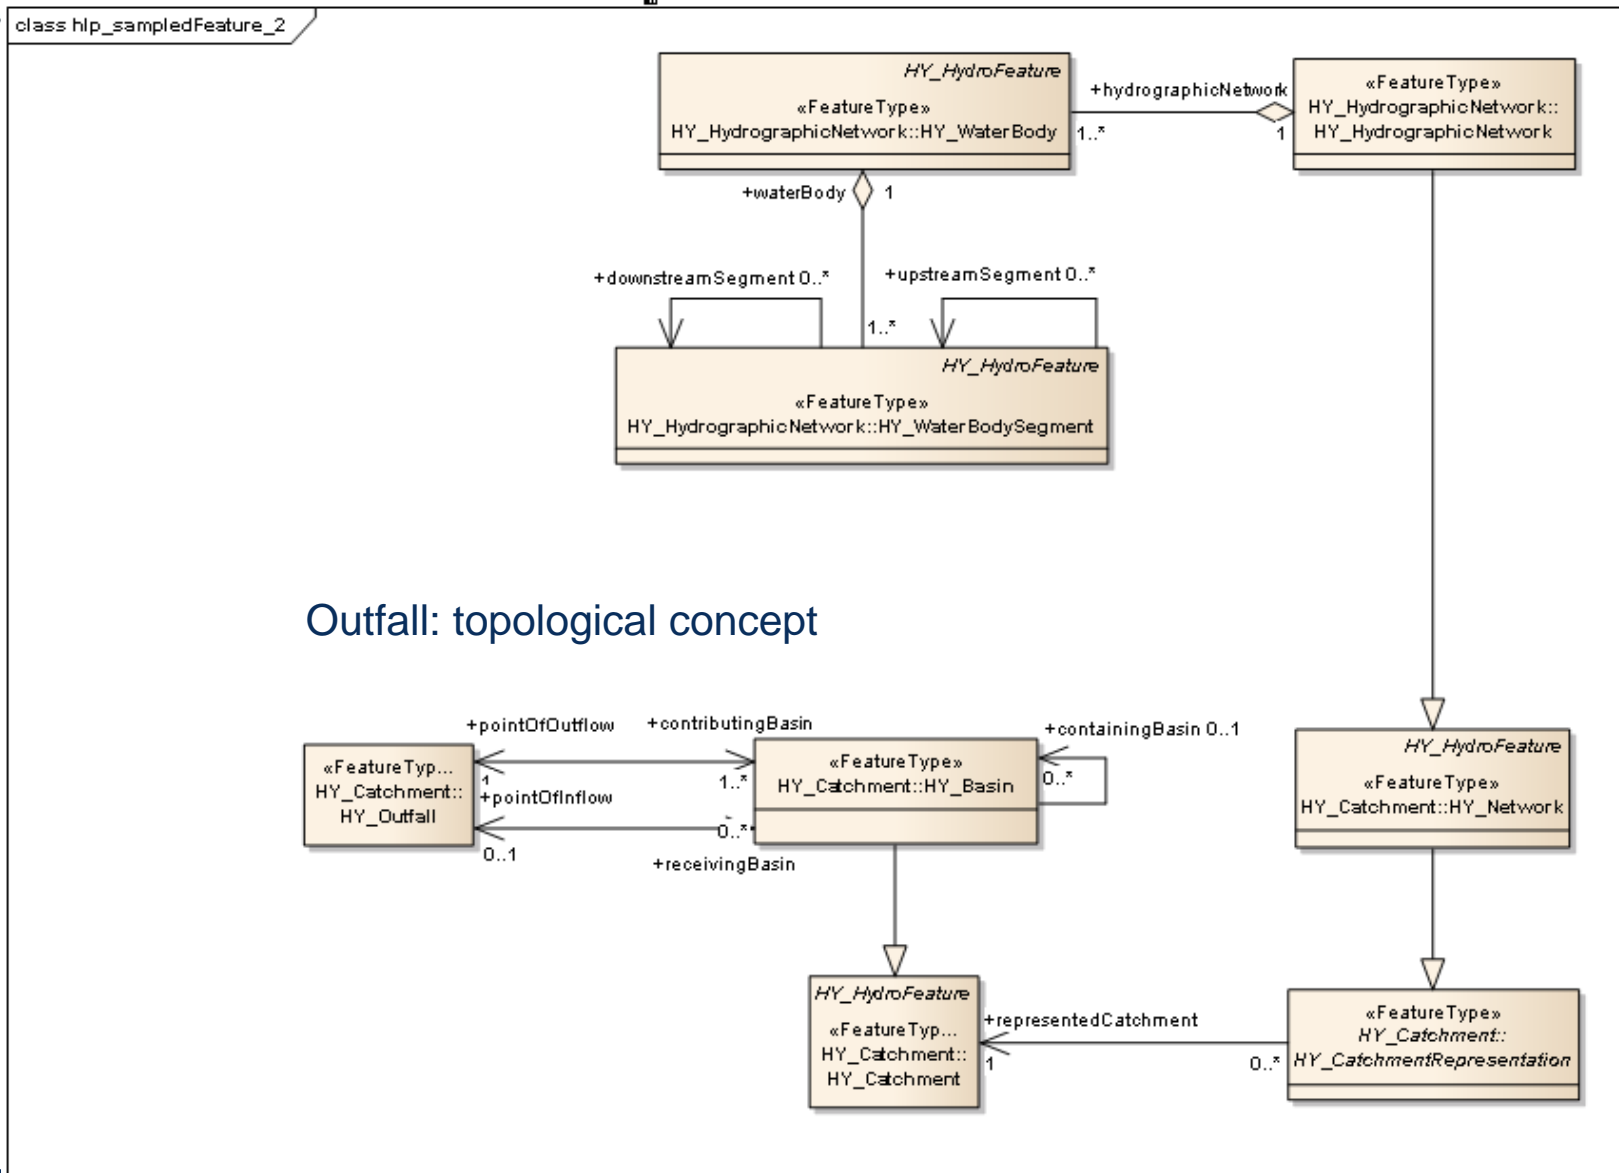 class hlp_sampledFeature_2
HY_HydroFeature
«FeatureType»
HY_HydrographicNetwork::HY_WaterBody
+hydrographicNetwork
1..*
1
«FeatureType»
HY_HydrographicNetwork::
HY_HydrographicNetwork
+waterBody
1
+downstreamSegment 0..*
+upstreamSegment 0..*
1..*
HY_HydroFeature
«FeatureType»
HY_HydrographicNetwork::HY_WaterBodySegment
Outfall: topological concept
+pointOfOutflow
+contributingBasin
+containingBasin 0..1
«FeatureTyp...
HY_Catchment::
HY_Outfall
1
1..*
+pointOfInflow
0..1
0..*
+receivingBasin
«FeatureType»
HY_Catchment::HY_Basin
0..*
HY_HydroFeature
«FeatureType»
HY_Catchment::HY_Network
HY_HydroFeature
«FeatureTyp...
HY_Catchment::
HY_Catchment
+representedCatchment
1
0..*
«FeatureType»
HY_Catchment::
HY_CatchmentRepresentation